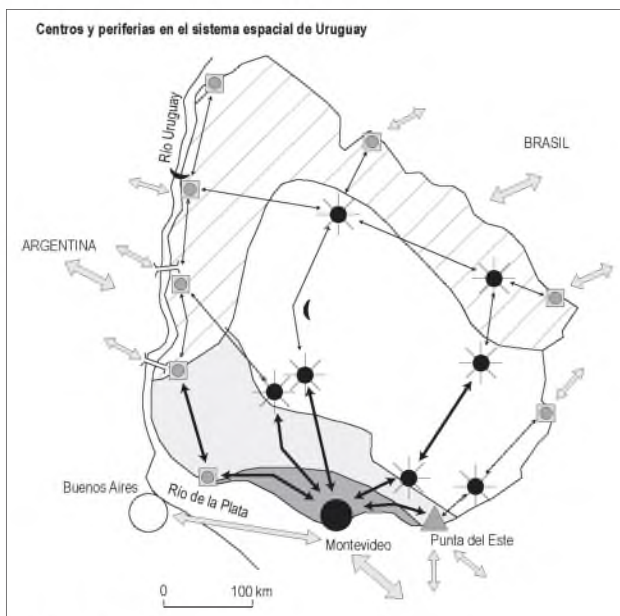 Centros y periferias en el sistema espacial de Uruguay
Río Uruguay
BRASIL
ARGENTINA
Buenos Aires
Río de la Plata
Montevideo
Punta del Este
0 100 km